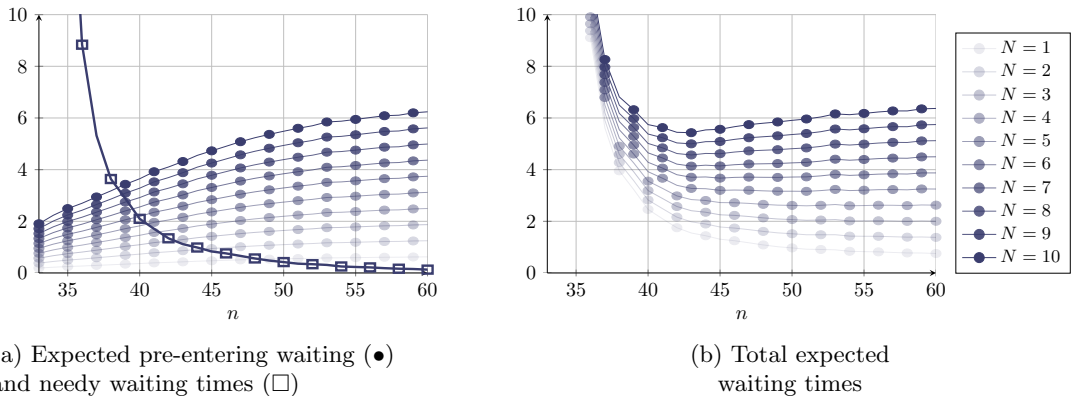 10
8
6
4
2
0
35 40 45 50 55 60
n
a) Expected pre-entering waiting (●)
and needy waiting times (□)
10
8
6
4
2
0
35 40 45 50 55 60
n
(b) Total expected
waiting times
N = 1
N = 2
N = 3
N = 4
N = 5
N = 6
N = 7
N = 8
N = 9
N = 10